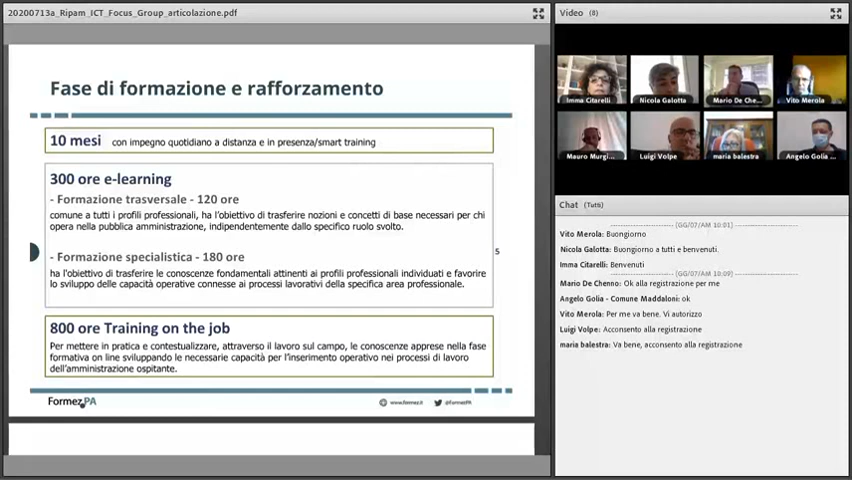 20200713a_Ripam_ICT_Focus_Group_articolazione.pdf
Fase di formazione e rafforzamento
10 mesi con impegno quotidiano a distanza e in presenza/smart training
300 ore e-learning
- Formazione trasversale - 120 ore
comune a tutti i profili professionali, ha l'obiettivo di trasferire nozioni e concetti di base necessari per chi
opera nella pubblica amministrazione, indipendentemente dallo specifico ruolo svolto.
- Formazione specialistica - 180 ore
ha l'obiettivo di trasferire le conoscenze fondamentali attinenti ai profili professionali individuati e favorire
lo sviluppo delle capacità operative connesse ai processi lavorativi della specifica area professionale.
5
800 ore Training on the job
Per mettere in pratica e contestualizzare, attraverso il lavoro sul campo, le conoscenze apprese nella fase
formativa on line sviluppando le necessarie capacità per l'inserimento operativo nei processi di lavoro
dell'amministrazione ospitante.
FormezPA
www.formez.it
@FormezPA
Video (8)
Imma Citarelli
Nicola Galotta
Mario De Che...
Vito Merola
Mauro Murgi...
Luigi Volpe
maria balestra
Angelo Golia ...
Chat (Tutti)
[GG/07/AM 10:01]
Vito Merola: Buongiorno
Nicola Galotta: Buongiorno a tutti e benvenuti.
Imma Citarelli: Benvenuti
[GG/07/AM 10:09]
Mario De Chenno: Ok alla registrazione per me
Angelo Golia - Comune Maddaloni: ok
Vito Merola: Per me va bene. Vi autorizzo
Luigi Volpe: Acconsento alla registrazione
maria balestra: Va bene, acconsento alla registrazione